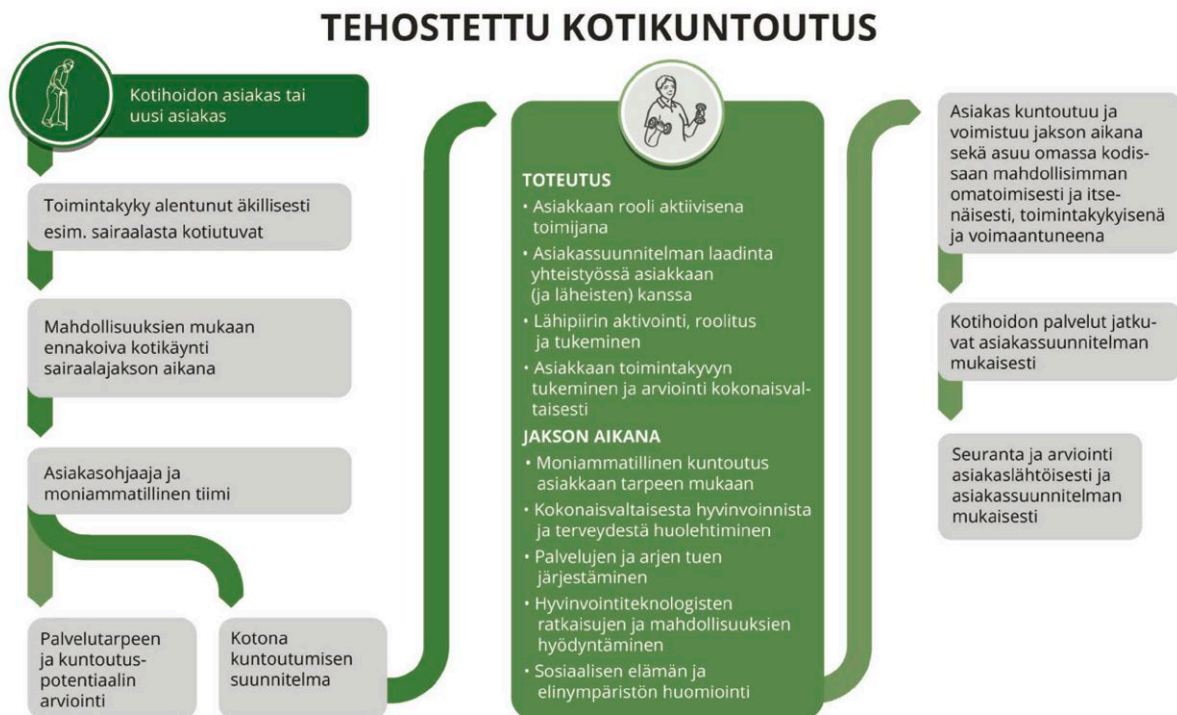 TEHOSTETTU KOTIKUNTOUTUS
Kotihoidon asiakas tai
uusi asiakas
Toimintakyky alentunut äkillisesti
esim. sairaalasta kotiutuvat
Mahdollisuuksien mukaan
ennakoiva kotikäynti
sairaalajakson aikana
Asiakasohjaaja ja
moniammatillinen tiimi
Palvelutarpeen
ja kuntoutus-
potentiaalin
arviointi
Kotona
kuntoutumisen
suunnitelma
TOTEUTUS
• Asiakkaan rooli aktiivisena
toimijana
• Asiakassuunnitelman laadinta
yhteistyössä asiakkaan
(ja läheisten) kanssa
• Lähipiirin aktivointi, roolitus
ja tukeminen
• Asiakkaan toimintakyvyn
tukeminen ja arviointi kokonaisval-
taisesti
JAKSON AIKANA
• Moniammatillinen kuntoutus
asiakkaan tarpeen mukaan
• Kokonaisvaltaisesta hyvinvoinnista
ja terveydestä huolehtiminen
• Palvelujen ja arjen tuen
järjestäminen
• Hyvinvointiteknologisten
ratkaisujen ja mahdollisuuksien
hyödyntäminen
• Sosiaalisen elämän ja
elinympäristön huomiointi
Asiakas kuntoutuu ja
voimistuu jakson aikana
sekä asuu omassa kodis-
saan mahdollisimman
omatoimisesti ja itse-
näisesti, toimintakykyisenä
ja voimaantuneena
Kotihoidon palvelut jatku-
vat asiakassuunnitelman
mukaisesti
Seuranta ja arviointi
asiakaslähtöisesti ja
asiakassuunnitelman
mukaisesti